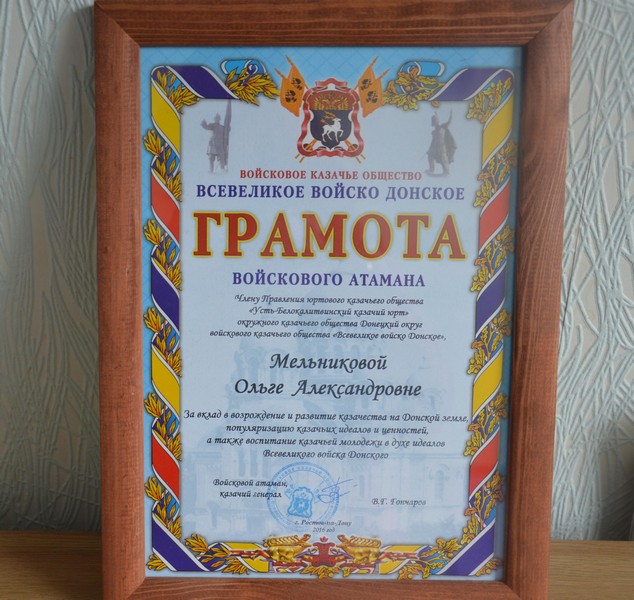 ВОЙСКОВОЕ КАЗАЧЬЕ ОБЩЕСТВО
ВСЕВЕЛИКОЕ ВОЙСКО ДОНСКОЕ
ГРАМОТА
ВОЙСКОВОГО АТАМАНА
Члену Правления юртового казачьего общества
«Усть-Белокалитвинский казачий юрт»
окружного казачьего общества Донецкий округ
войскового казачьего общества «Всевеликое войско Донское»,
Мельниковой
Ольге Александровне
За вклад в возрождение и развитие казачества на Донской земле,
популяризацию казачьих идеалов и ценностей,
а также воспитание казачьей молодежи в духе идеалов
Всевеликого войска Донского
Войсковой атаман,
казачий генерал
В.Г. Гончаров
г. Ростов-на-Дону
2016 год